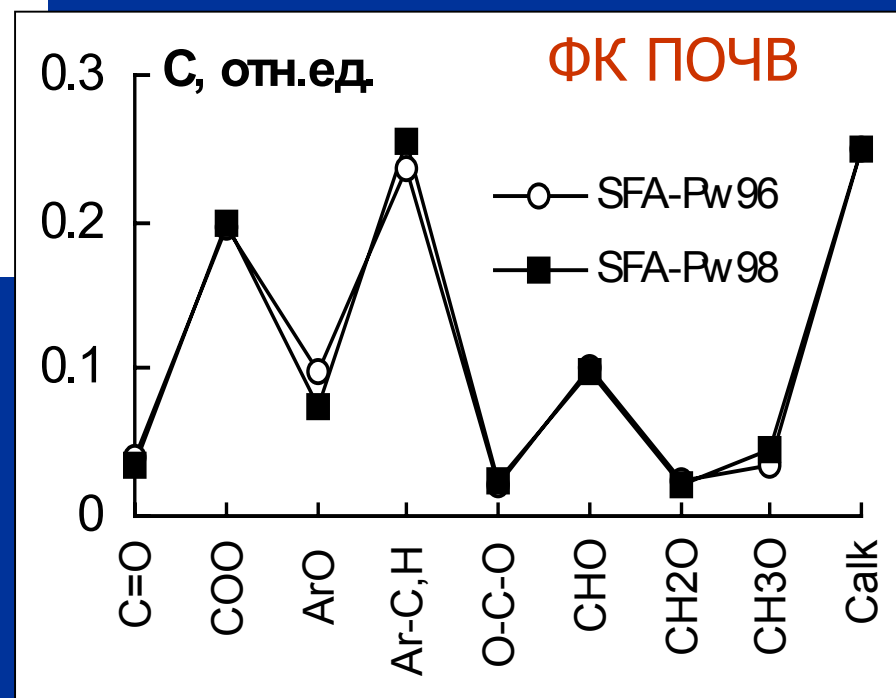 ФК ПОЧВ
С, отн.ед.
0.3
0.2
0.1
0
SFA-Pw96
SFA-Pw98
C=O
COO
ArO
Ar-C,H
O-C-O
CHO
CH2O
CH3O
Calk